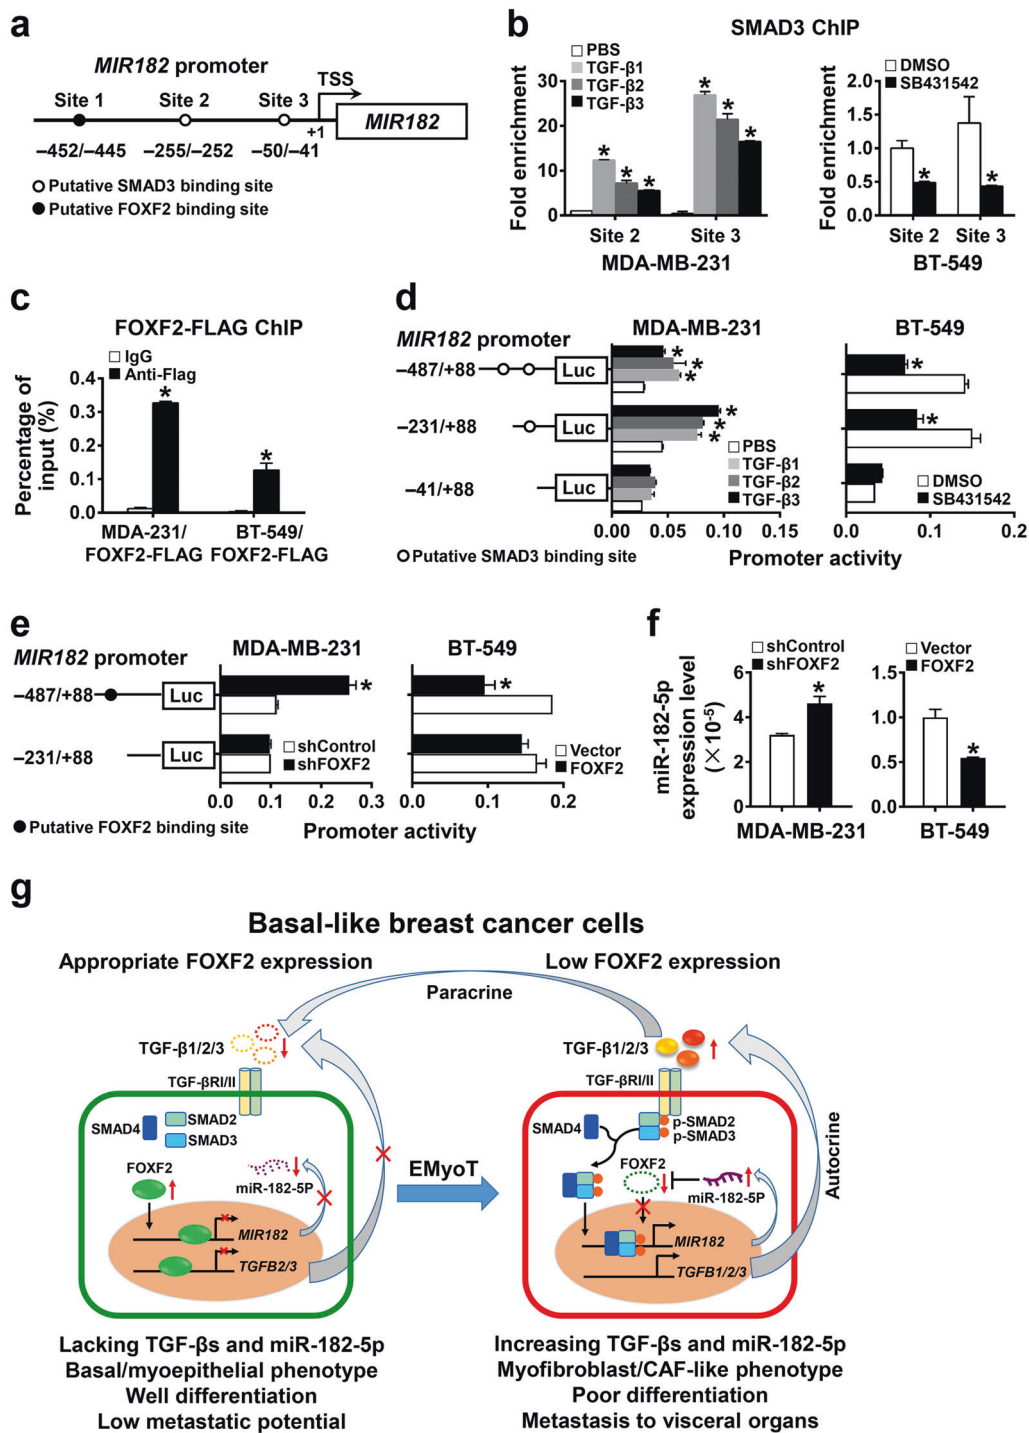 a
MIR182 promoter
TSS
Site 1 Site 2 Site 3
+1
MIR182
–452/–445 –255/–252 –50/–41
Putative SMAD3 binding site
Putative FOXF2 binding site
b
SMAD3 ChIP
PBS
TGF-β1
TGF-β2
TGF-β3
Fold enrichment
30
20
10
0
* * * * * *
Site 2 Site 3
MDA-MB-231
DMSO
SB431542
Fold enrichment
2.0
1.5
1.0
0.5
0.0
* *
Site 2 Site 3
BT-549
c
FOXF2-FLAG ChIP
IgG
Anti-Flag
Percentage of
input (%)
0.4
0.3
0.2
0.1
0.0
* *
MDA-231/ BT-549/
FOXF2-FLAG FOXF2-FLAG
d
MDA-MB-231 BT-549
MIR182 promoter
–487/+88 Luc
* * * *
–231/+88 Luc
* * * *
–41/+88 Luc
PBS
TGF-β1
TGF-β2
TGF-β3
DMSO
SB431542
0.00 0.05 0.10 0.15
0.0 0.1 0.2
Putative SMAD3 binding site
Promoter activity
e
MDA-MB-231 BT-549
MIR182 promoter
–487/+88 Luc
* *
–231/+88 Luc
shControl
shFOXF2
Vector
FOXF2
0.0 0.1 0.2 0.3
0.0 0.1 0.2
Putative FOXF2 binding site
Promoter activity
f
shControl
shFOXF2
Vector
FOXF2
miR-182-5p
expression level
(×10-5)
6
4
2
0
*
MDA-MB-231
1.5
1.0
0.5
0.0
*
BT-549
g
Basal-like breast cancer cells
Appropriate FOXF2 expression Low FOXF2 expression
Paracrine
TGF-β1/2/3
TGF-βRI/II
SMAD4
SMAD2
SMAD3
FOXF2
miR-182-5P
MIR182
TGFB2/3
EMyoT
TGF-β1/2/3
TGF-βRI/II
SMAD4
p-SMAD2
p-SMAD3
FOXF2
miR-182-5P
MIR182
TGFB1/2/3
Autocrine
Lacking TGF-βs and miR-182-5p
Basal/myoepithelial phenotype
Well differentiation
Low metastatic potential
Increasing TGF-βs and miR-182-5p
Myofibroblast/CAF-like phenotype
Poor differentiation
Metastasis to visceral organs